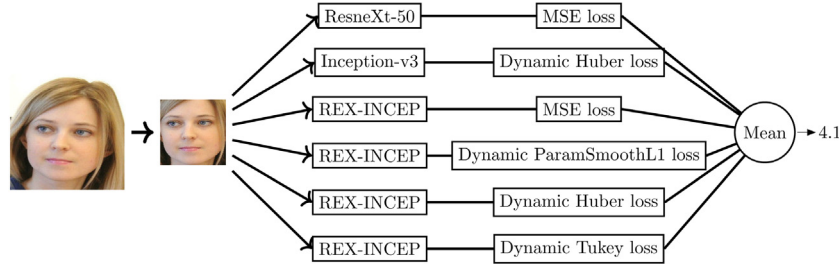 ResneXt-50 MSE loss
Inception-v3 Dynamic Huber loss
REX-INCEP MSE loss
Mean 4.1
REX-INCEP Dynamic ParamSmoothL1 loss
REX-INCEP Dynamic Huber loss
REX-INCEP Dynamic Tukey loss